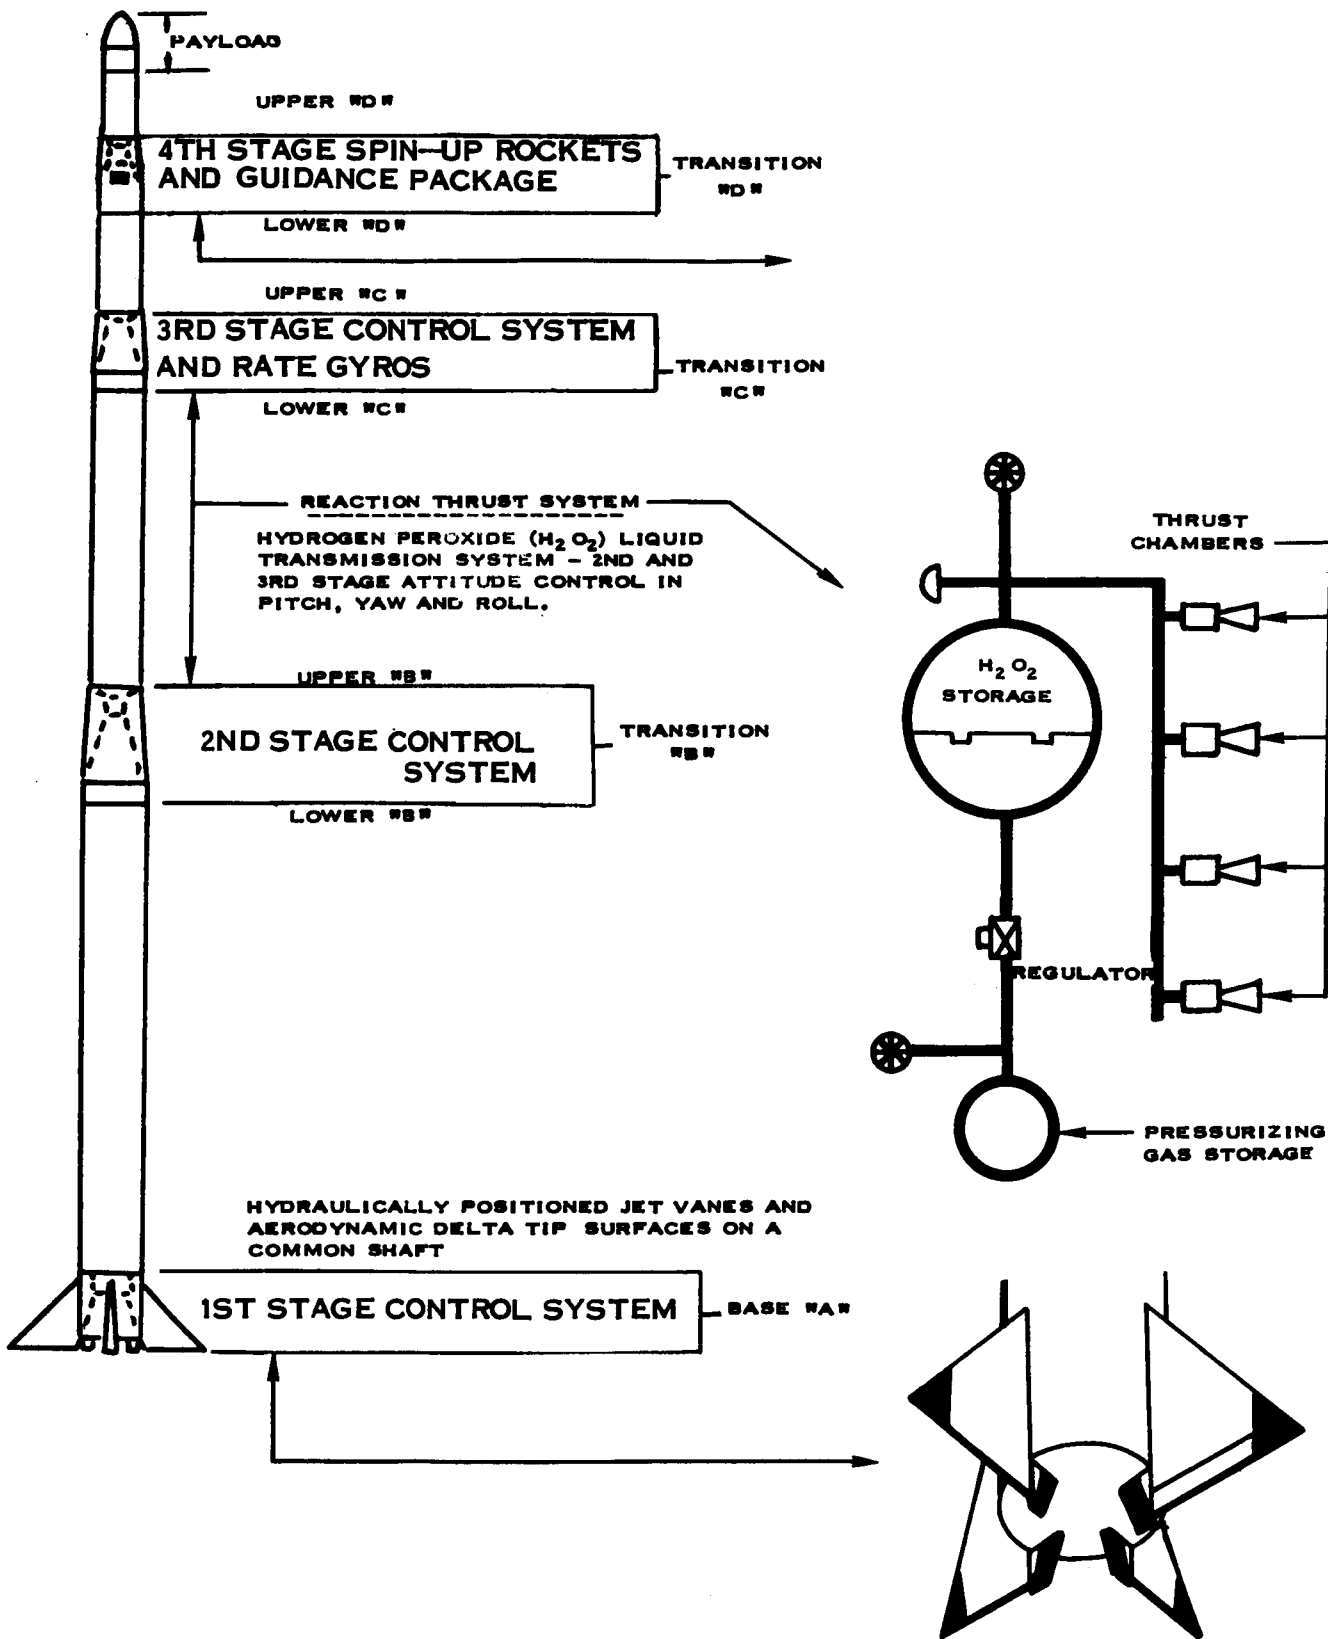 PAYLOAD
UPPER "D"
4TH STAGE SPIN-UP ROCKETS
AND GUIDANCE PACKAGE
TRANSITION
"D"
LOWER "D"
UPPER "C"
3RD STAGE CONTROL SYSTEM
AND RATE GYROS
TRANSITION
"C"
LOWER "C"
REACTION THRUST SYSTEM
HYDROGEN PEROXIDE (H₂O₂) LIQUID
TRANSMISSION SYSTEM - 2ND AND
3RD STAGE ATTITUDE CONTROL IN
PITCH, YAW AND ROLL.
UPPER "B"
2ND STAGE CONTROL
SYSTEM
TRANSITION
"B"
LOWER "B"
THRUST
CHAMBERS
H₂O₂
STORAGE
REGULATOR
PRESSURIZING
GAS STORAGE
HYDRAULICALLY POSITIONED JET VANES AND
AERODYNAMIC DELTA TIP SURFACES ON A
COMMON SHAFT
1ST STAGE CONTROL SYSTEM
BASE "A"